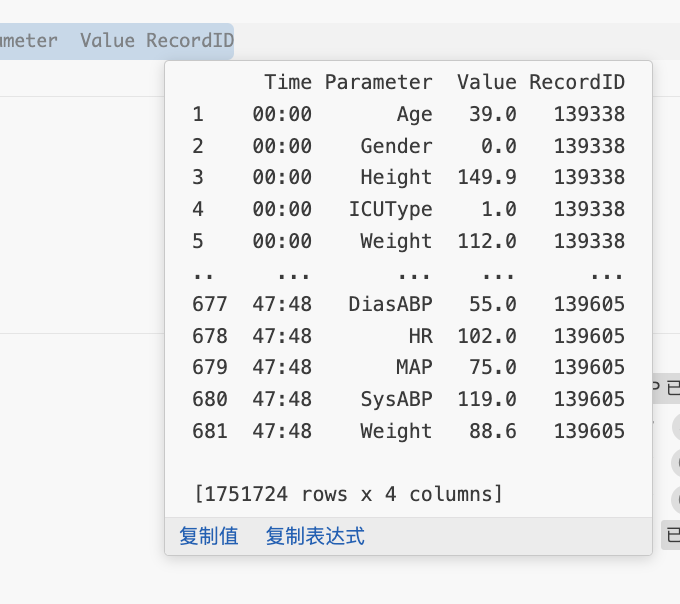 meter Value RecordID
Time Parameter Value RecordID
1 00:00 Age 39.0 139338
2 00:00 Gender 0.0 139338
3 00:00 Height 149.9 139338
4 00:00 ICUType 1.0 139338
5 00:00 Weight 112.0 139338
.. ... ... ... ...
677 47:48 DiasABP 55.0 139605
678 47:48 HR 102.0 139605
679 47:48 MAP 75.0 139605
680 47:48 SysABP 119.0 139605
681 47:48 Weight 88.6 139605
P 已
[1751724 rows x 4 columns]
复制值 复制表达式
已